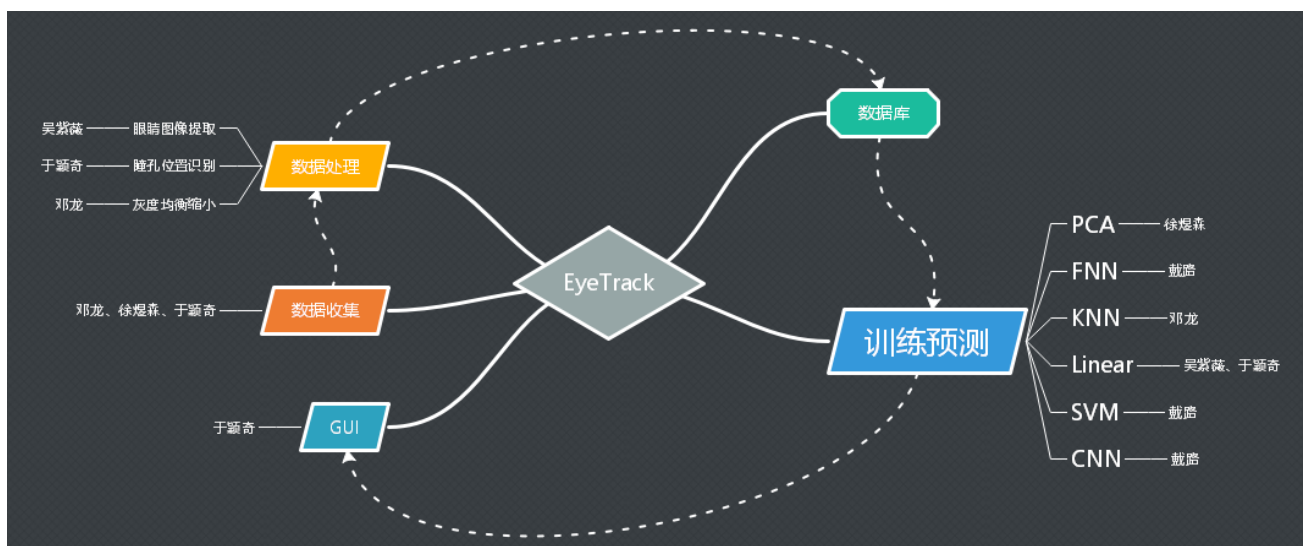 数据库
吴紫薇 眼睛图像提取
于颖奇 瞳孔位置识别
邓龙 灰度均衡缩小
数据处理
EyeTrack
邓龙、徐煜森、于颖奇
数据收集
于颖奇
GUI
训练预测
PCA 徐煜森
FNN 戴路
KNN 邓龙
Linear 吴紫薇、于颖奇
SVM 戴路
CNN 戴路